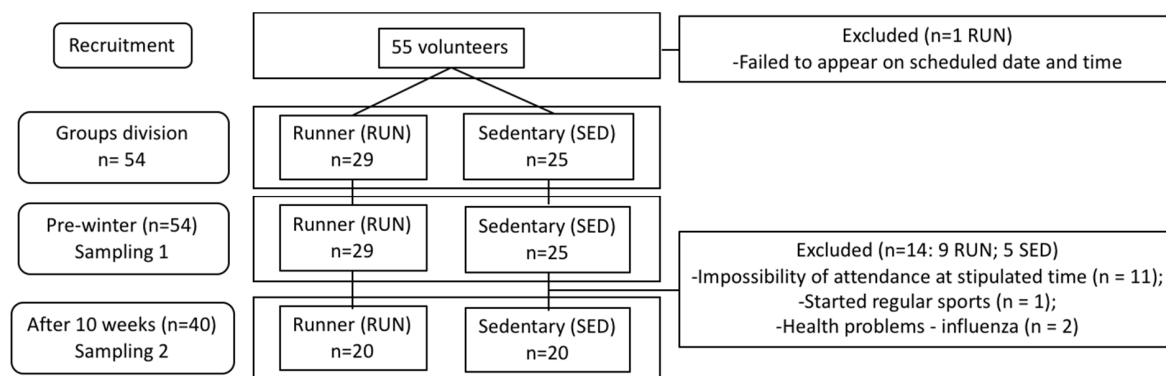 Recruitment
55 volunteers
Excluded (n=1 RUN)
-Failed to appear on scheduled date and time
Groups division
n= 54
Runner (RUN)
n=29
Sedentary (SED)
n=25
Pre-winter (n=54)
Sampling 1
Runner (RUN)
n=29
Sedentary (SED)
n=25
Excluded (n=14: 9 RUN; 5 SED)
-Impossibility of attendance at stipulated time (n = 11);
-Started regular sports (n = 1);
-Health problems - influenza (n = 2)
After 10 weeks (n=40)
Sampling 2
Runner (RUN)
n=20
Sedentary (SED)
n=20